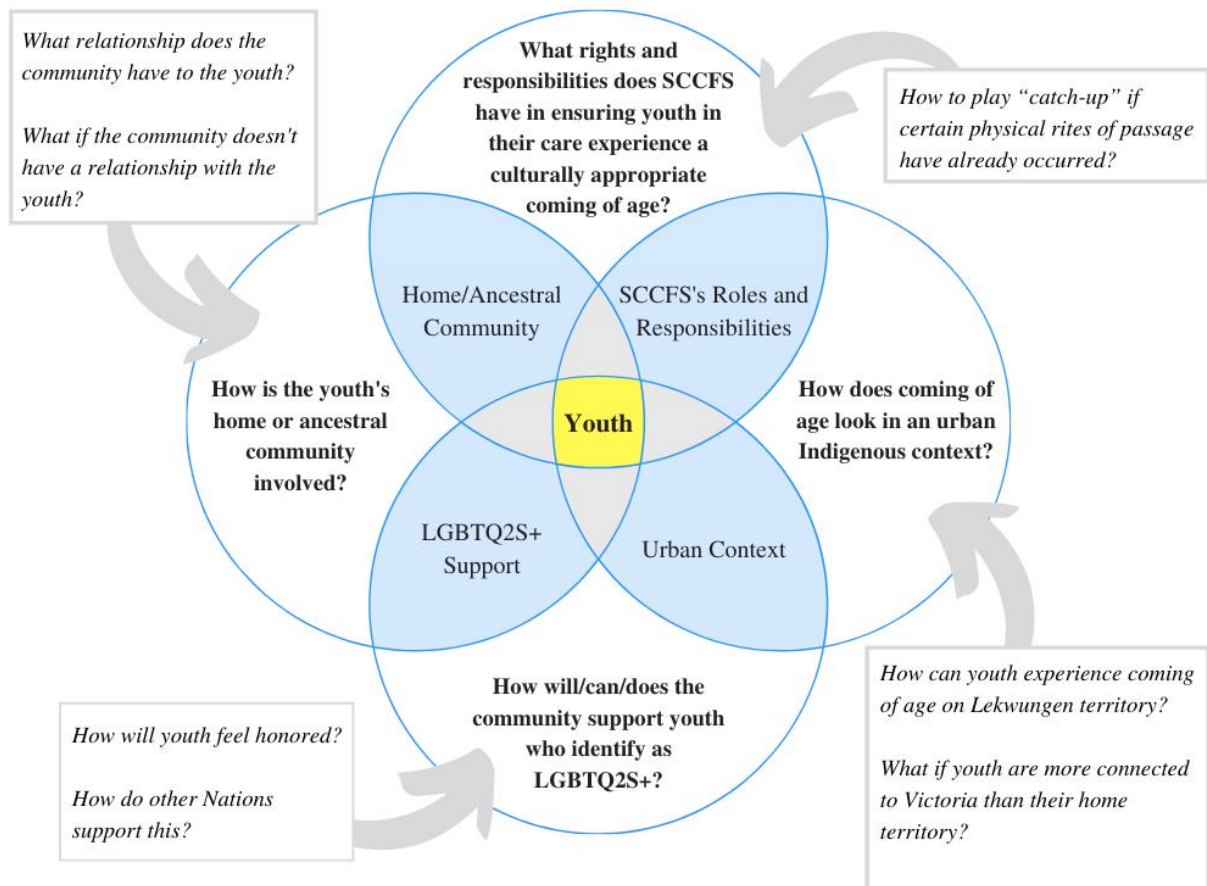 What relationship does the
community have to the youth?
What if the community doesn't
have a relationship with the
youth?
What rights and
responsibilities does SCCFS
have in ensuring youth in
their care experience a
culturally appropriate
coming of age?
How to play “catch-up” if
certain physical rites of passage
have already occurred?
Home/Ancestral
Community
SCCFS's Roles and
Responsibilities
How is the youth's
home or ancestral
community
involved?
Youth
How does coming of
age look in an urban
Indigenous context?
LGBTQ2S+
Support
Urban Context
How will/can/does the
community support youth
who identify as
LGBTQ2S+?
How will youth feel honored?
How do other Nations
support this?
How can youth experience coming
of age on Lekwungen territory?
What if youth are more connected
to Victoria than their home
territory?